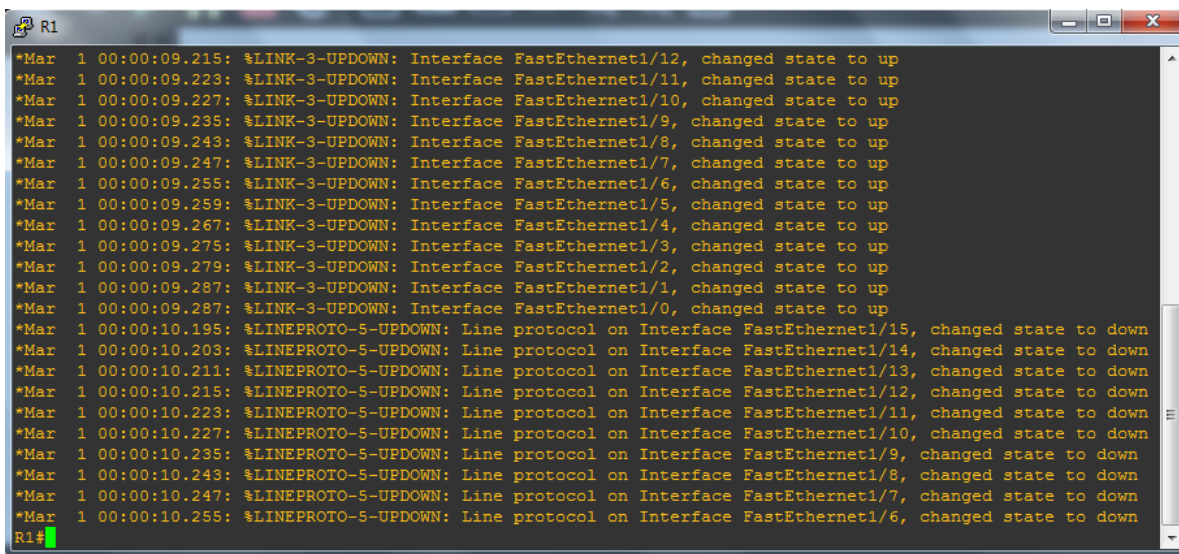 R1
*Mar  1 00:00:09.215: %LINK-3-UPDOWN: Interface FastEthernet1/12, changed state to up
*Mar  1 00:00:09.223: %LINK-3-UPDOWN: Interface FastEthernet1/11, changed state to up
*Mar  1 00:00:09.227: %LINK-3-UPDOWN: Interface FastEthernet1/10, changed state to up
*Mar  1 00:00:09.235: %LINK-3-UPDOWN: Interface FastEthernet1/9, changed state to up
*Mar  1 00:00:09.243: %LINK-3-UPDOWN: Interface FastEthernet1/8, changed state to up
*Mar  1 00:00:09.247: %LINK-3-UPDOWN: Interface FastEthernet1/7, changed state to up
*Mar  1 00:00:09.255: %LINK-3-UPDOWN: Interface FastEthernet1/6, changed state to up
*Mar  1 00:00:09.259: %LINK-3-UPDOWN: Interface FastEthernet1/5, changed state to up
*Mar  1 00:00:09.267: %LINK-3-UPDOWN: Interface FastEthernet1/4, changed state to up
*Mar  1 00:00:09.275: %LINK-3-UPDOWN: Interface FastEthernet1/3, changed state to up
*Mar  1 00:00:09.279: %LINK-3-UPDOWN: Interface FastEthernet1/2, changed state to up
*Mar  1 00:00:09.287: %LINK-3-UPDOWN: Interface FastEthernet1/1, changed state to up
*Mar  1 00:00:09.287: %LINK-3-UPDOWN: Interface FastEthernet1/0, changed state to up
*Mar  1 00:00:10.195: %LINEPROTO-5-UPDOWN: Line protocol on Interface FastEthernet1/15, changed state to down
*Mar  1 00:00:10.203: %LINEPROTO-5-UPDOWN: Line protocol on Interface FastEthernet1/14, changed state to down
*Mar  1 00:00:10.211: %LINEPROTO-5-UPDOWN: Line protocol on Interface FastEthernet1/13, changed state to down
*Mar  1 00:00:10.215: %LINEPROTO-5-UPDOWN: Line protocol on Interface FastEthernet1/12, changed state to down
*Mar  1 00:00:10.223: %LINEPROTO-5-UPDOWN: Line protocol on Interface FastEthernet1/11, changed state to down
*Mar  1 00:00:10.227: %LINEPROTO-5-UPDOWN: Line protocol on Interface FastEthernet1/10, changed state to down
*Mar  1 00:00:10.235: %LINEPROTO-5-UPDOWN: Line protocol on Interface FastEthernet1/9, changed state to down
*Mar  1 00:00:10.243: %LINEPROTO-5-UPDOWN: Line protocol on Interface FastEthernet1/8, changed state to down
*Mar  1 00:00:10.247: %LINEPROTO-5-UPDOWN: Line protocol on Interface FastEthernet1/7, changed state to down
*Mar  1 00:00:10.255: %LINEPROTO-5-UPDOWN: Line protocol on Interface FastEthernet1/6, changed state to down
R1#